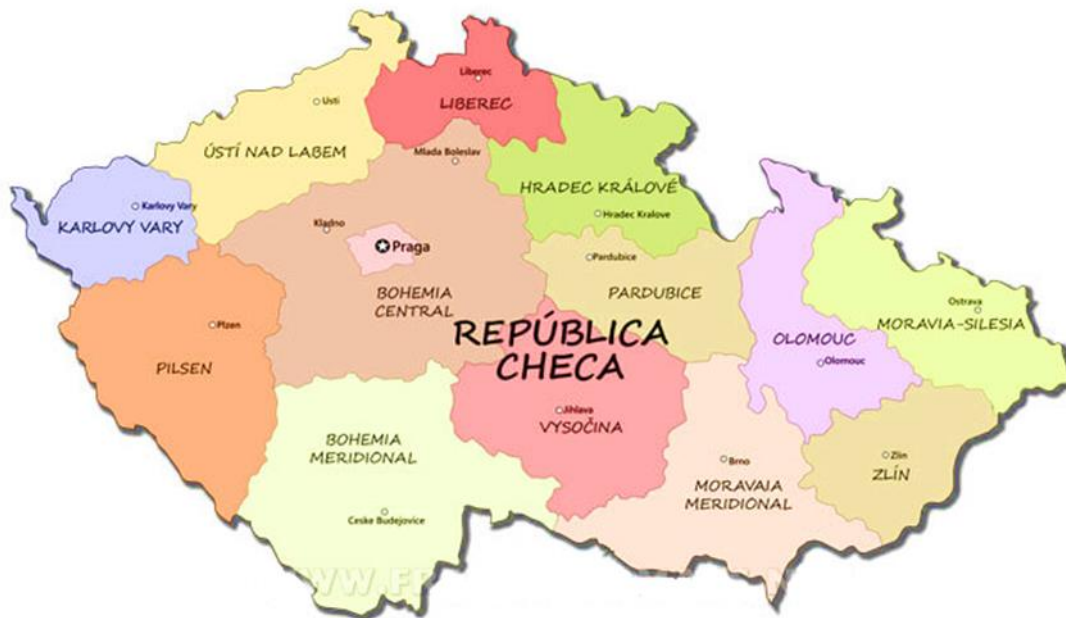 Liberec
LIBEREC
Usti
ÚSTÍ NAD LABEM
Mlada Boleslav
HRADEC KRÁLOVÉ
Hradec Kralove
Karlovy Vary
KARLOVY VARY
Kladno
Praga
Pardubice
PARDUBICE
BOHEMIA
CENTRAL
Ostrava
MORAVIA-SILESIA
Plzen
PILSEN
REPÚBLICA
CHECA
OLOMOUC
Olomouc
Jihlava
VYSOČINA
BOHEMIA
MERIDIONAL
Ceske Budejovice
Brno
MORAVAIA
MERIDIONAL
Zlin
ZLÍN